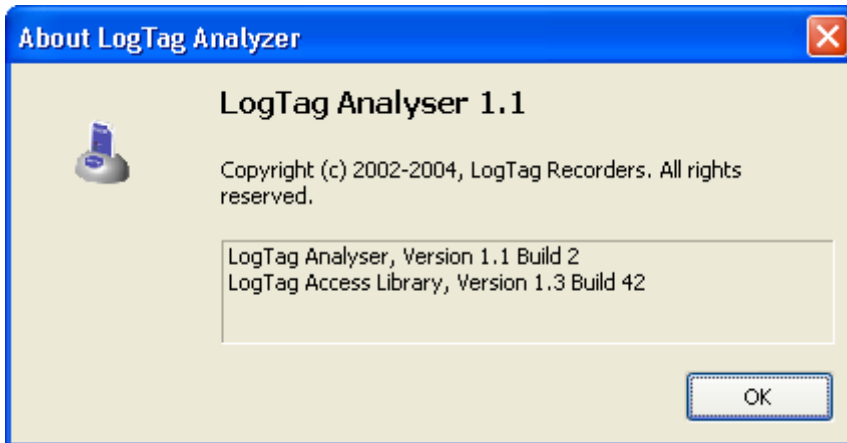 About LogTag Analyzer
LogTag Analyser 1.1
Copyright (c) 2002-2004, LogTag Recorders. All rights
reserved.
LogTag Analyser, Version 1.1 Build 2
LogTag Access Library, Version 1.3 Build 42
OK